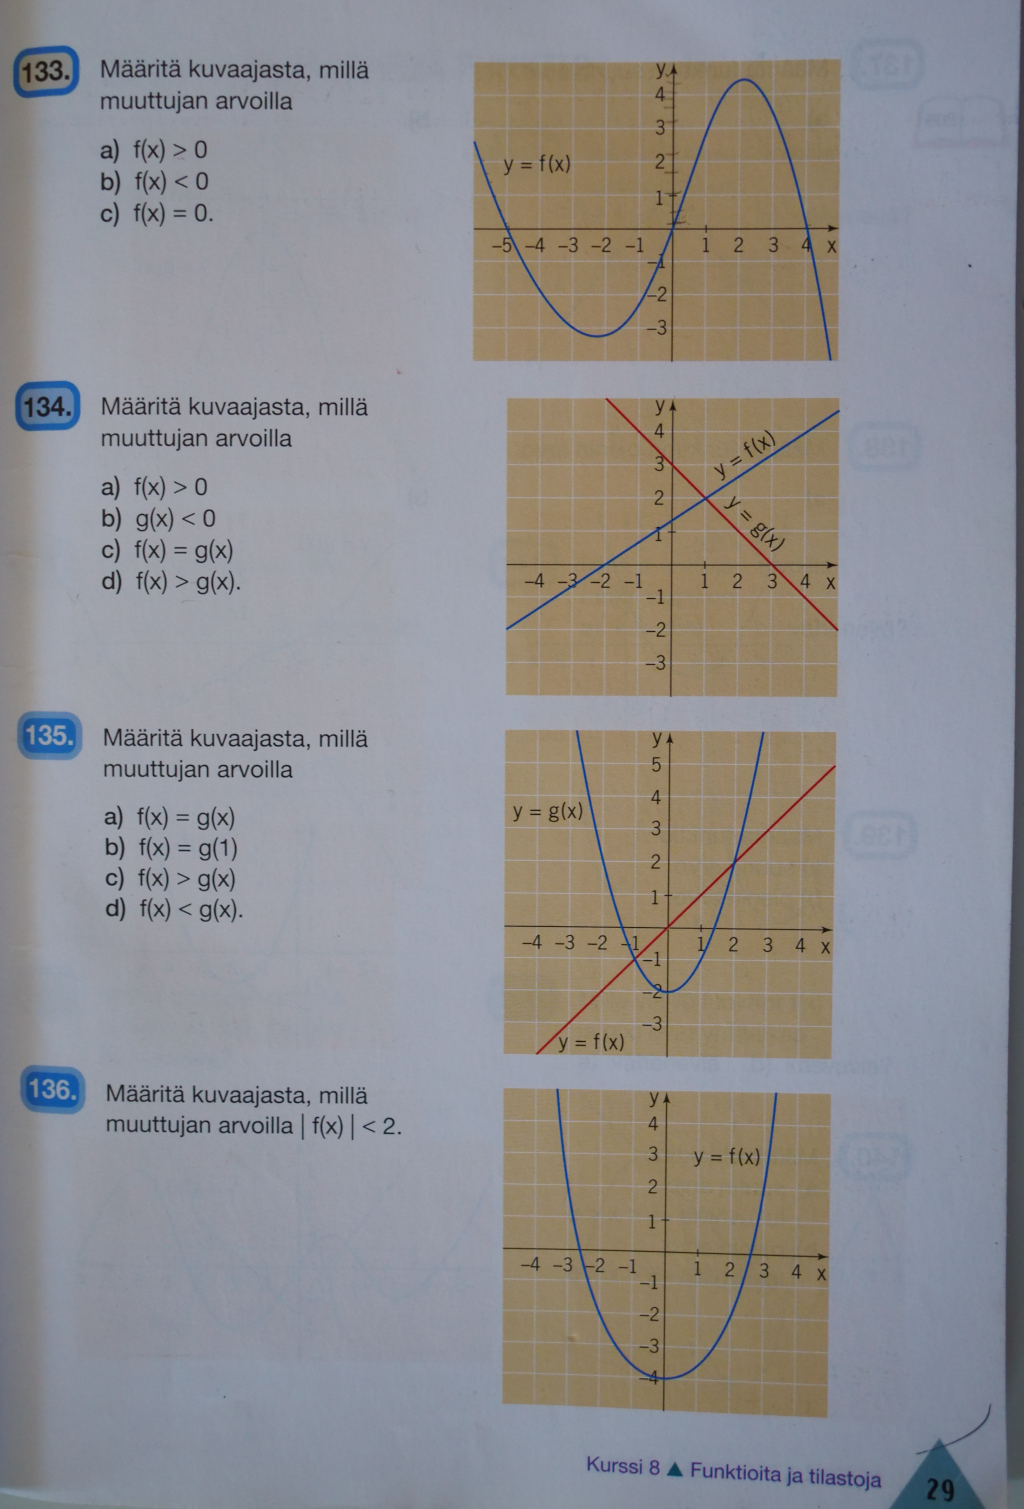 133.
Määritä kuvaajasta, millä
muuttujan arvoilla
a) f(x) > 0
b) f(x) < 0
c) f(x) = 0.
y
4
3
y = f(x)
2
1
-5 -4 -3 -2 -1 1 2 3 4 x
-1
-2
-3
134.
Määritä kuvaajasta, millä
muuttujan arvoilla
a) f(x) > 0
b) g(x) < 0
c) f(x) = g(x)
d) f(x) > g(x).
y
4
y = f(x)
3
2
y = g(x)
1
-4 -3 -2 -1 1 2 3 4 x
-1
-2
-3
135.
Määritä kuvaajasta, millä
muuttujan arvoilla
a) f(x) = g(x)
b) f(x) = g(1)
c) f(x) > g(x)
d) f(x) < g(x).
y
5
4
y = g(x)
3
2
1
-4 -3 -2 -1 1 2 3 4 x
-1
-2
-3
y = f(x)
136.
Määritä kuvaajasta, millä
muuttujan arvoilla | f(x) | < 2.
y
4
3
y = f(x)
2
1
-4 -3 -2 -1 1 2 3 4 x
-1
-2
-3
-4
Kurssi 8 ▲ Funktioita ja tilastoja
29